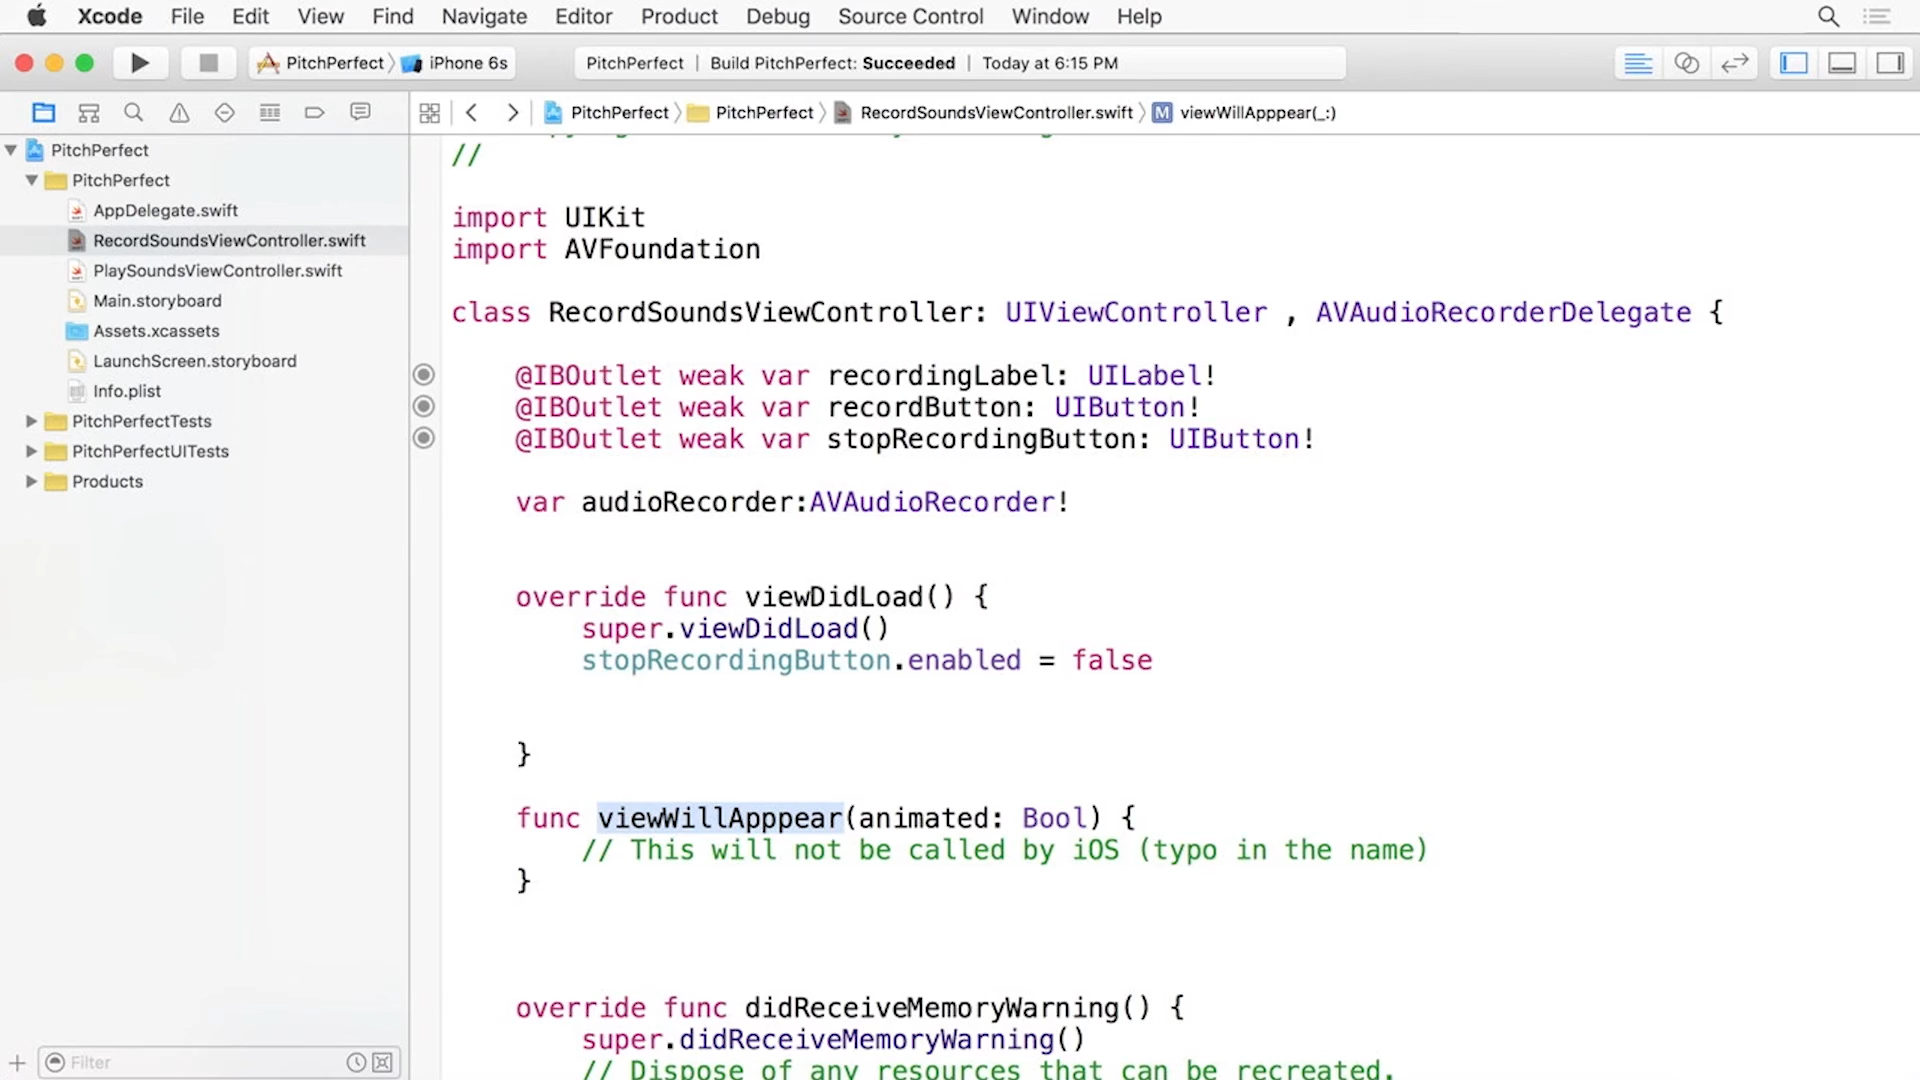 Xcode File Edit View Find Navigate Editor Product Debug Source Control Window Help
PitchPerfect iPhone 6s PitchPerfect | Build PitchPerfect: Succeeded | Today at 6:15 PM
PitchPerfect PitchPerfect RecordSoundsViewController.swift M viewWillApppear(_:)
PitchPerfect
PitchPerfect
AppDelegate.swift
RecordSoundsViewController.swift
PlaySoundsViewController.swift
Main.storyboard
Assets.xcassets
LaunchScreen.storyboard
Info.plist
PitchPerfectTests
PitchPerfectUITests
Products
Filter
//
import UIKit
import AVFoundation
class RecordSoundsViewController: UIViewController , AVAudioRecorderDelegate {
@IBOutlet weak var recordingLabel: UILabel!
@IBOutlet weak var recordButton: UIButton!
@IBOutlet weak var stopRecordingButton: UIButton!
var audioRecorder:AVAudioRecorder!
override func viewDidLoad() {
super.viewDidLoad()
stopRecordingButton.enabled = false
}
func viewWillApppear(animated: Bool) {
// This will not be called by iOS (typo in the name)
}
override func didReceiveMemoryWarning() {
super.didReceiveMemoryWarning()
// Dispose of any resources that can be recreated.